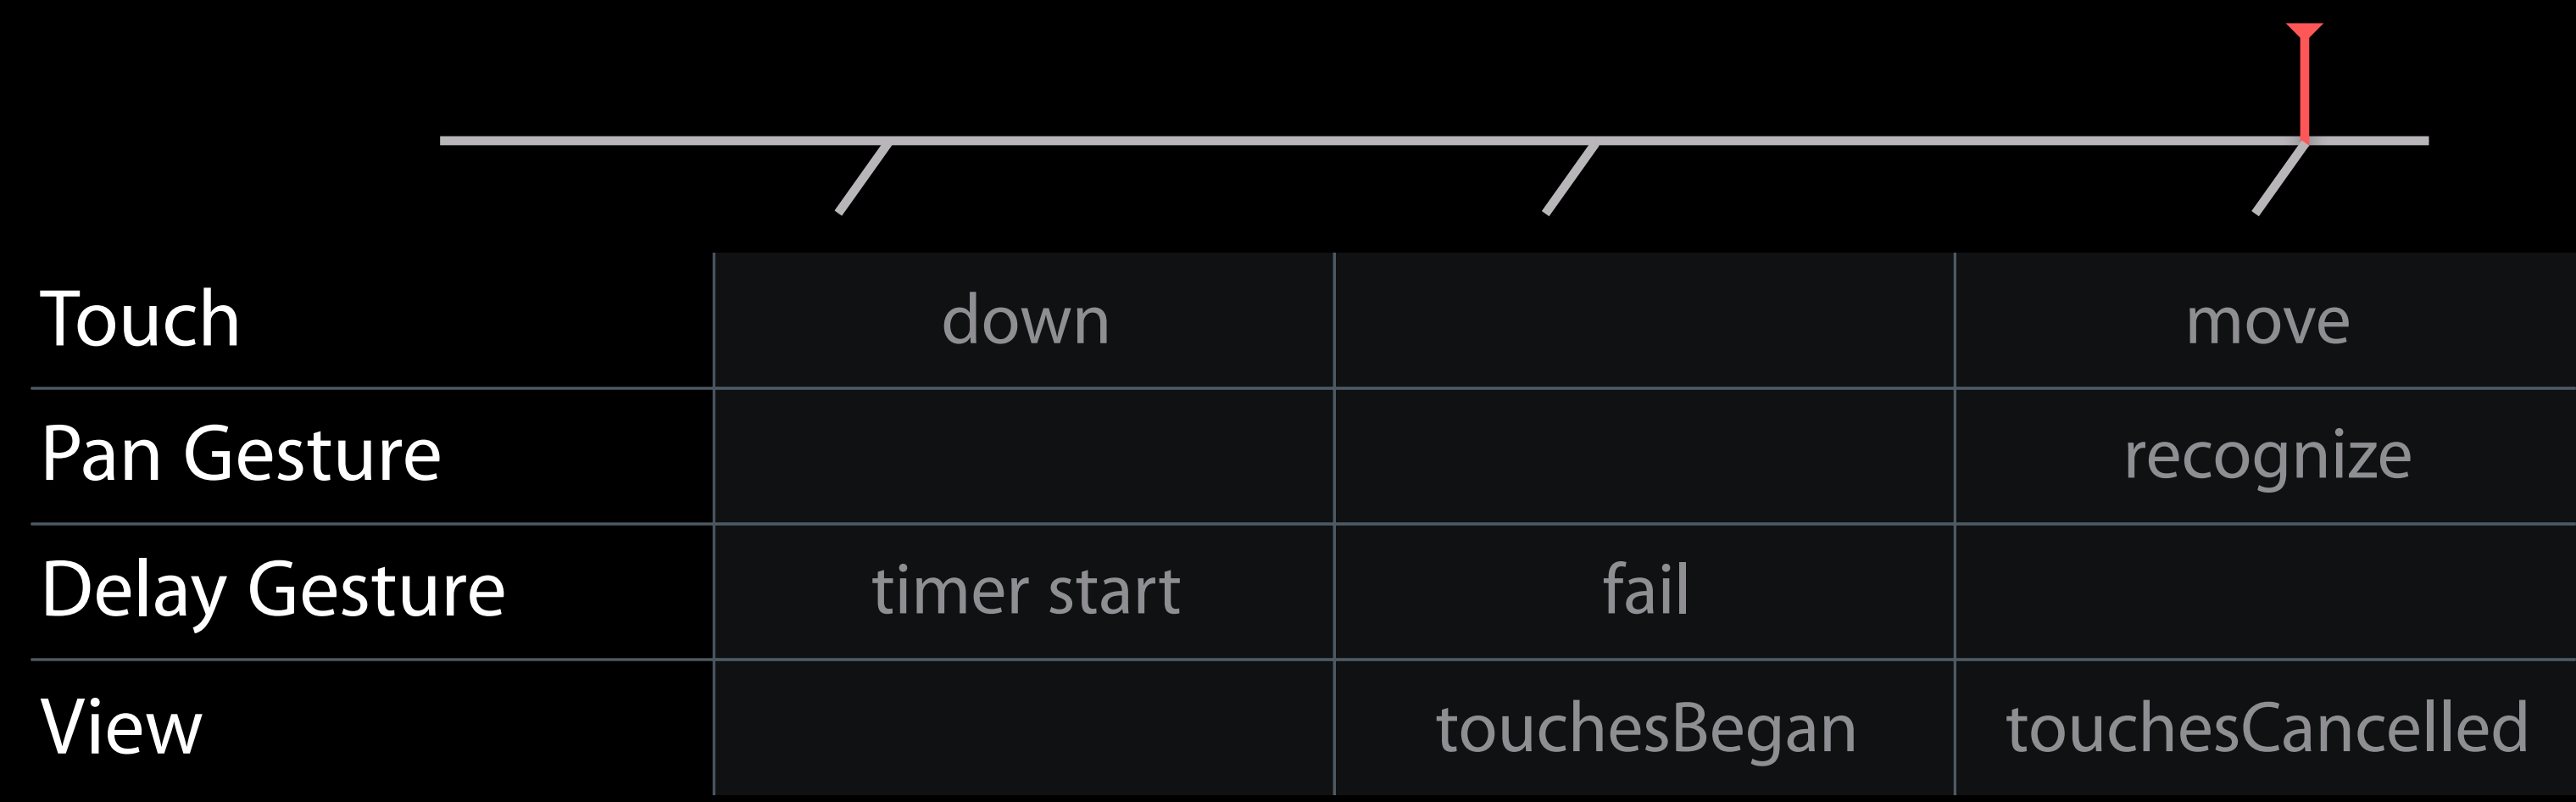 Touch down move
Pan Gesture recognize
Delay Gesture timer start fail
View touchesBegan touchesCancelled